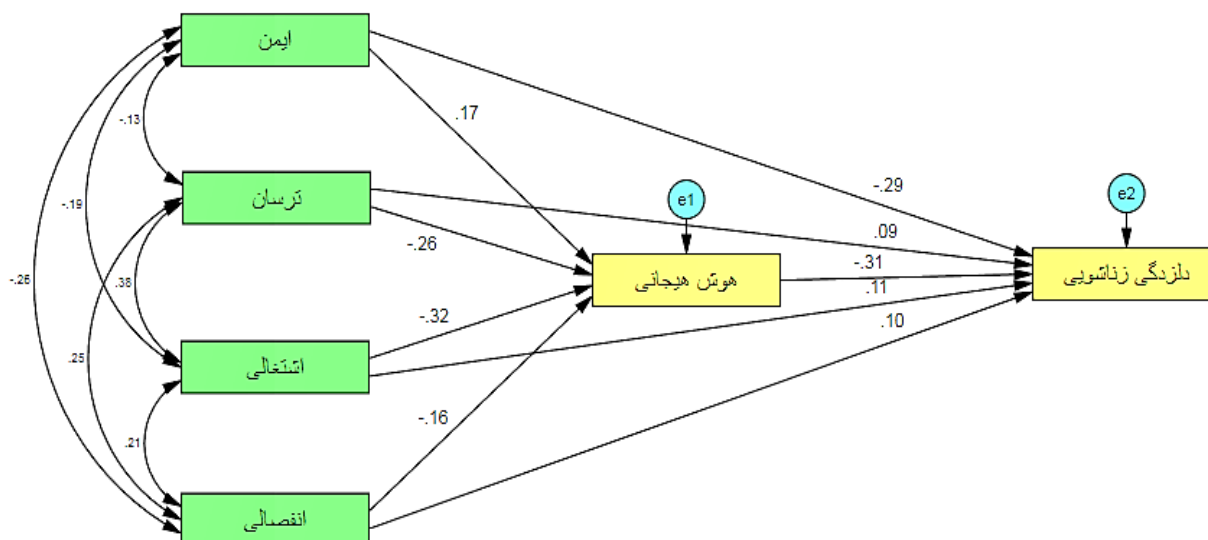 ایمن
.17
-.13
-.29
ترسان
e1
e2
-.19
.09
-.26
-.31
هوش هیجانی
دلزدگی زناشویی
-.26
.38
.11
-.32
.10
.25
اشتغالی
-.16
.21
انفصالی